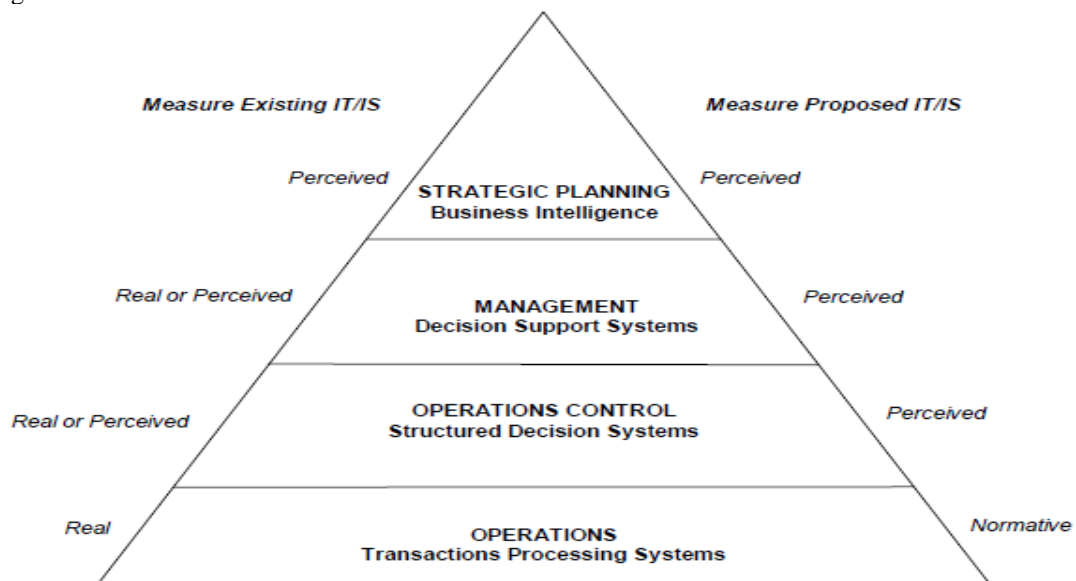 Measure Existing IT/IS
Measure Proposed IT/IS
Perceived
Perceived
STRATEGIC PLANNING
Business Intelligence
Real or Perceived
Perceived
MANAGEMENT
Decision Support Systems
Real or Perceived
Perceived
OPERATIONS CONTROL
Structured Decision Systems
Real
Normative
OPERATIONS
Transactions Processing Systems